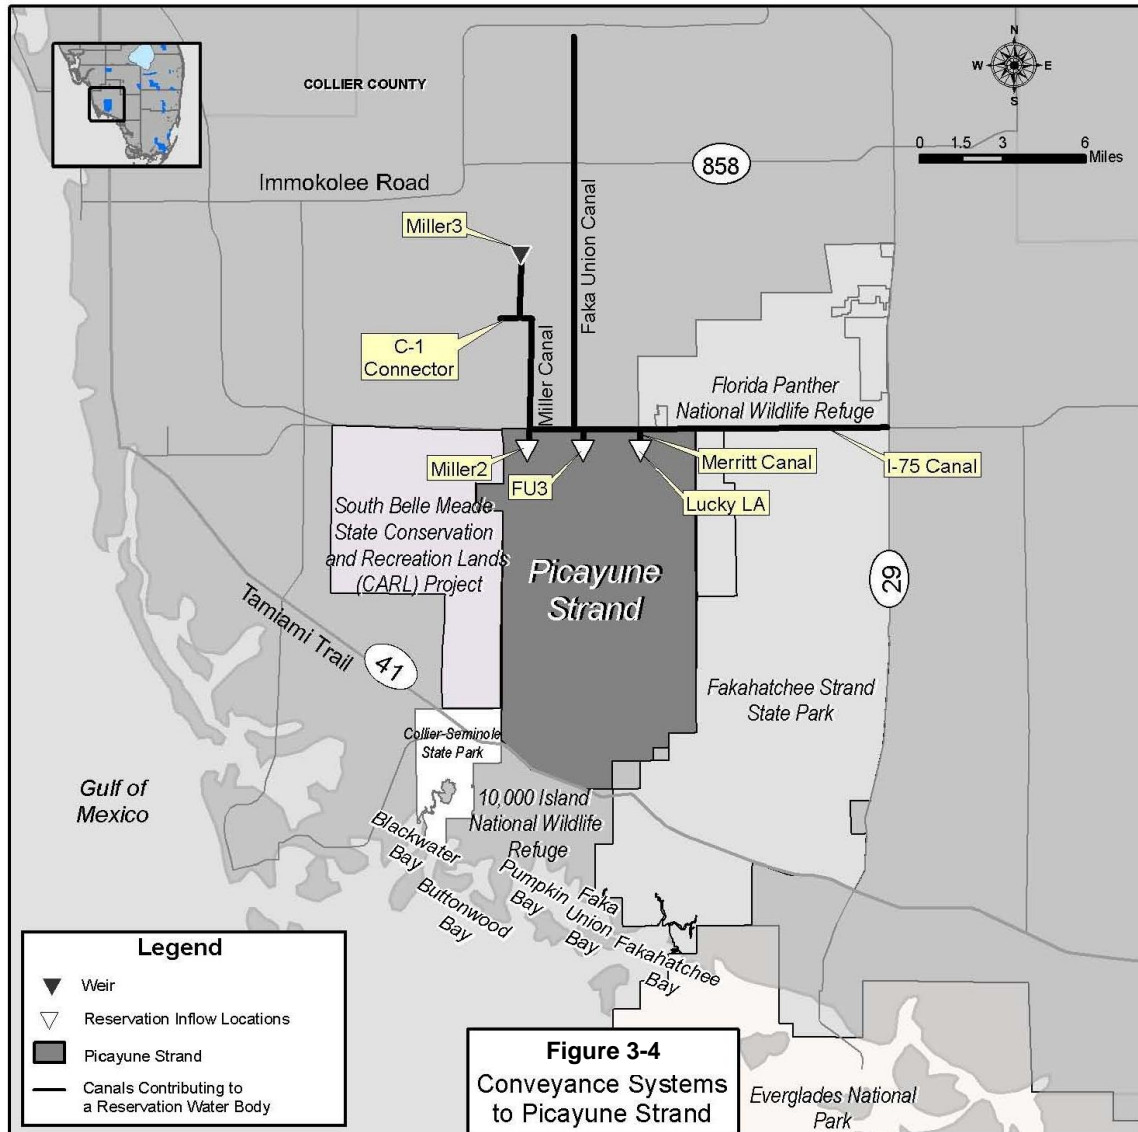 COLLIER COUNTY
N
W
E
S
0 1.5 3 6
Miles
858
Immokolee Road
Miller3
Faka Union Canal
C-1
Connector
Miller Canal
Florida Panther
National Wildlife Refuge
Miller2
FU3
Merritt Canal
I-75 Canal
Lucky LA
South Belle Meade
State Conservation
and Recreation Lands
(CARL) Project
Picayune
Strand
29
Tamiami Trail
41
Fakahatchee Strand
State Park
Collier-Seminole
State Park
Gulf of
Mexico
10,000 Island
National Wildlife
Refuge
Blackwater
Bay
Buttonwood
Bay
Pumpkin
Bay
Faka
Union
Bay
Fakahatchee
Bay
Legend
Weir
Reservation Inflow Locations
Picayune Strand
Canals Contributing to
a Reservation Water Body
Figure 3-4
Conveyance Systems
to Picayune Strand
Everglades National
Park